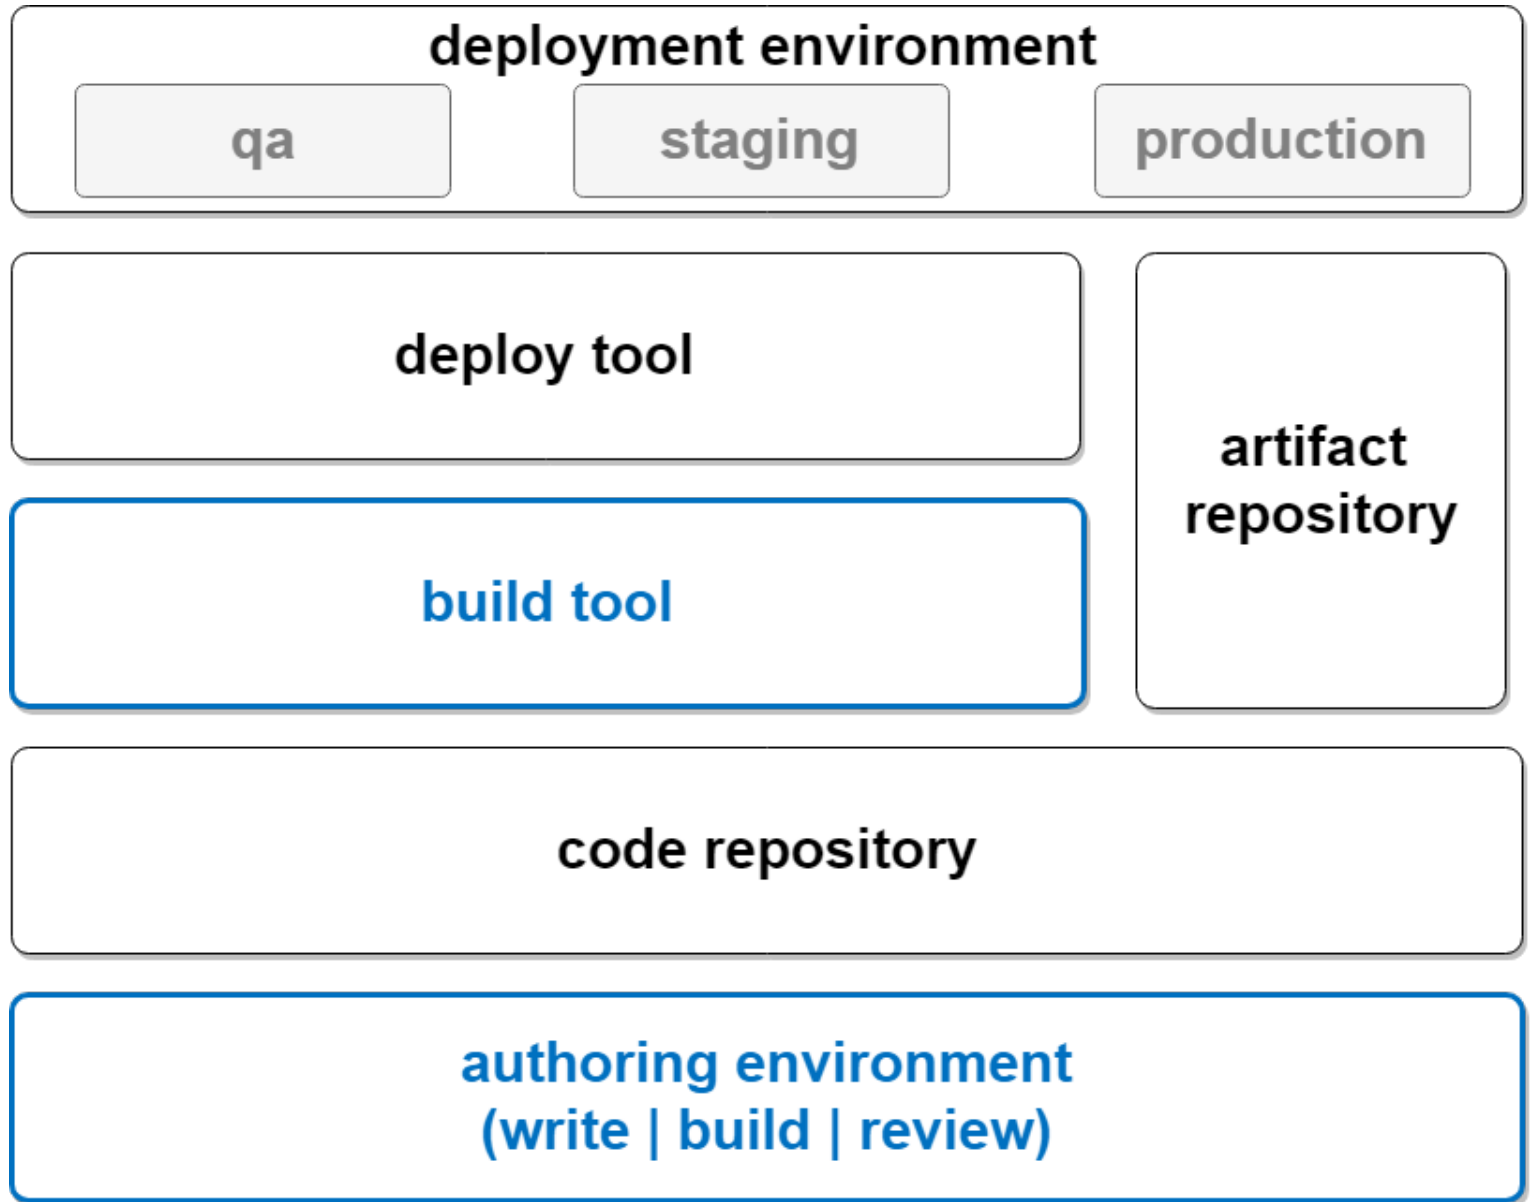 deployment environment
qa
staging
production
deploy tool
artifact
repository
build tool
code repository
authoring environment
(write | build | review)